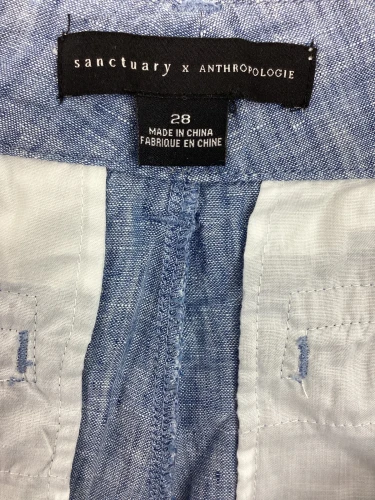 sanctuary x ANTHROPOLOGIE
28
MADE IN CHINA
FABRIQUE EN CHINE